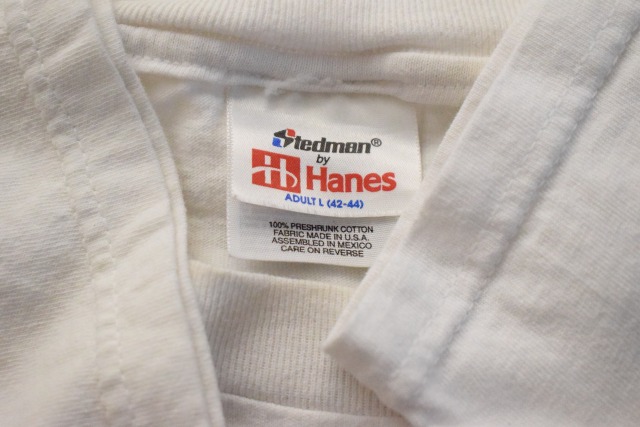 Stedman®
by
Hanes
ADULT L (42-44)
100% PRESHRUNK COTTON
FABRIC MADE IN U.S.A.
ASSEMBLED IN MEXICO
CARE ON REVERSE